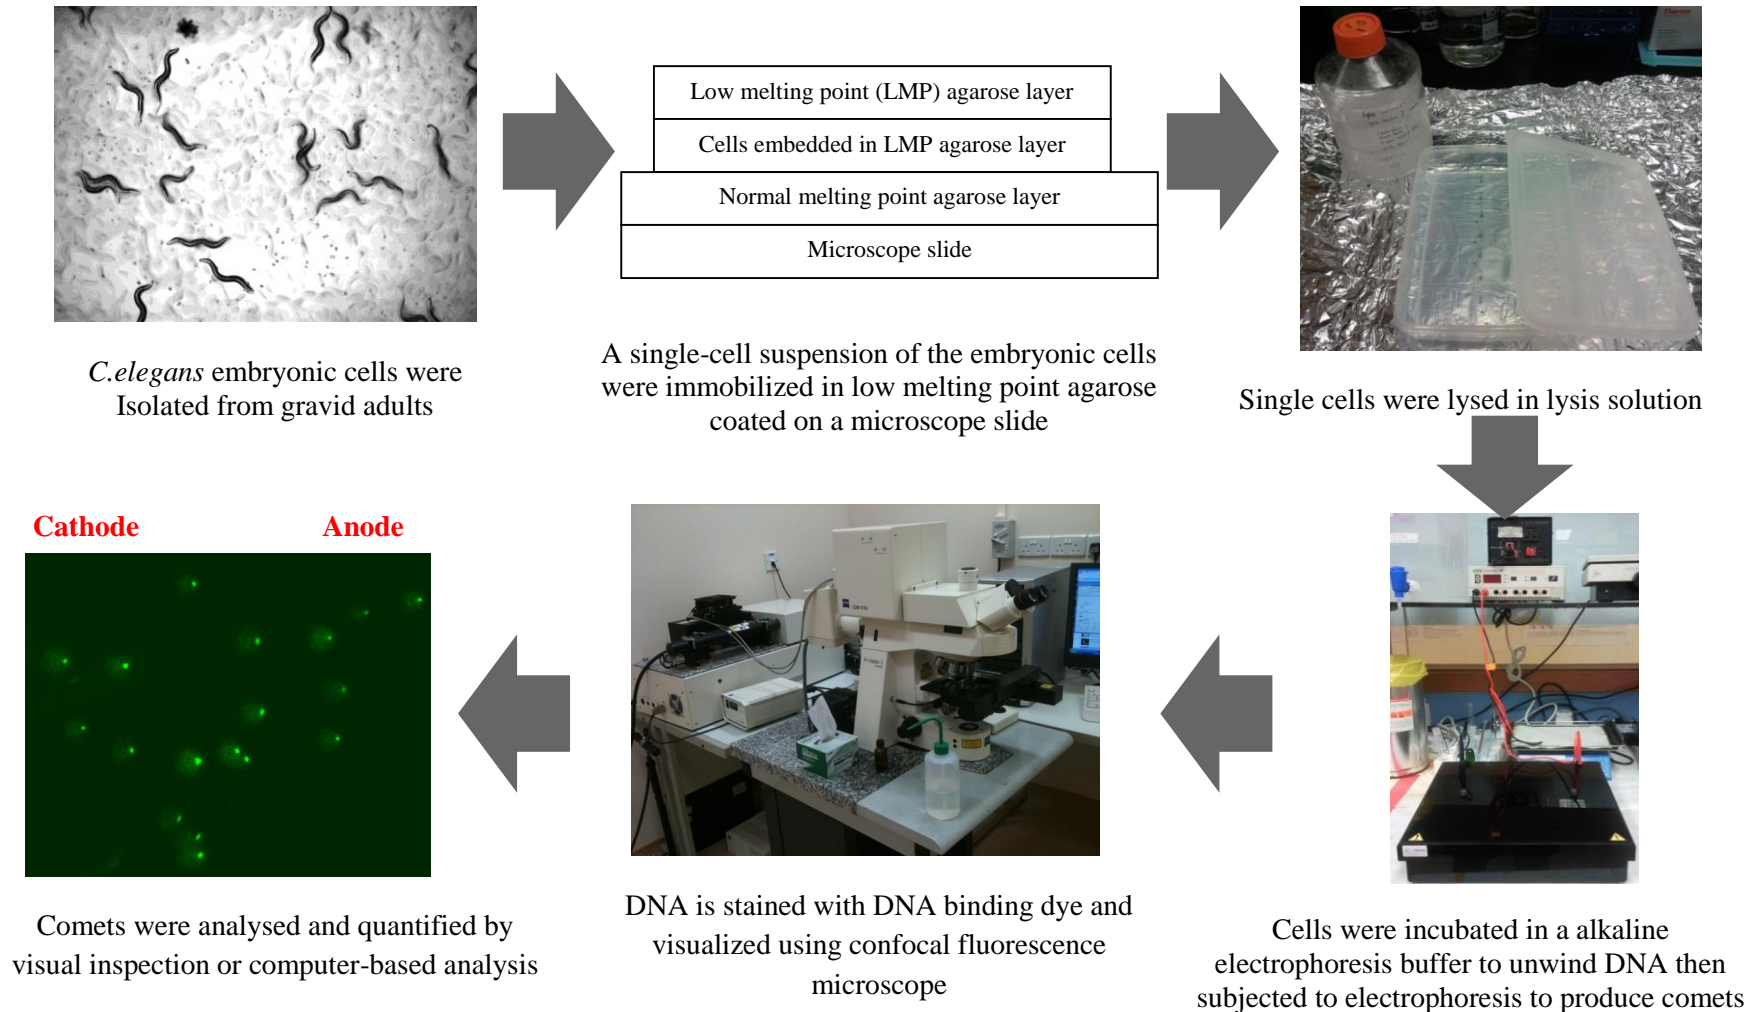 Low melting point (LMP) agarose layer
Cells embedded in LMP agarose layer
Normal melting point agarose layer
Microscope slide
C.elegans embryonic cells were
Isolated from gravid adults
A single-cell suspension of the embryonic cells
were immobilized in low melting point agarose
coated on a microscope slide
Single cells were lysed in lysis solution
Cells were incubated in a alkaline
electrophoresis buffer to unwind DNA then
subjected to electrophoresis to produce comets
DNA is stained with DNA binding dye and
visualized using confocal fluorescence
microscope
Cathode
Anode
Comets were analysed and quantified by
visual inspection or computer-based analysis